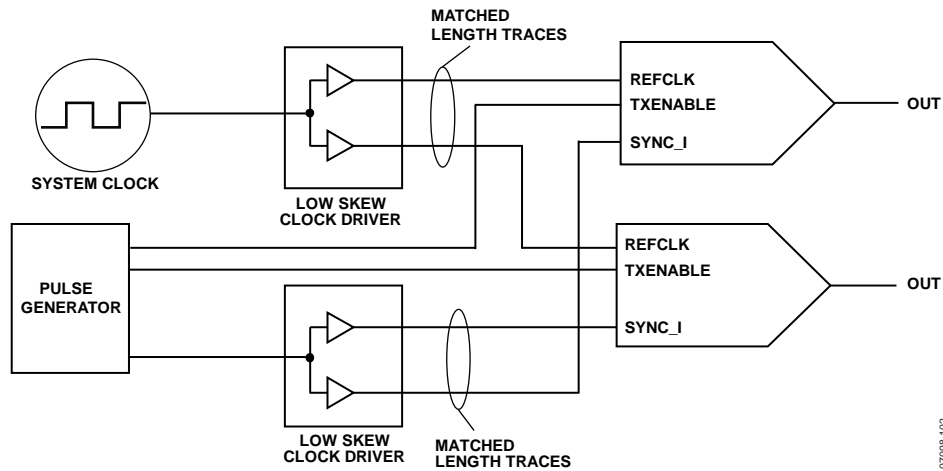 MATCHED
LENGTH TRACES
REFCLK
TXENABLE
SYNC_I
OUT
SYSTEM CLOCK
LOW SKEW
CLOCK DRIVER
PULSE
GENERATOR
REFCLK
TXENABLE
SYNC_I
OUT
LOW SKEW
CLOCK DRIVER
MATCHED
LENGTH TRACES